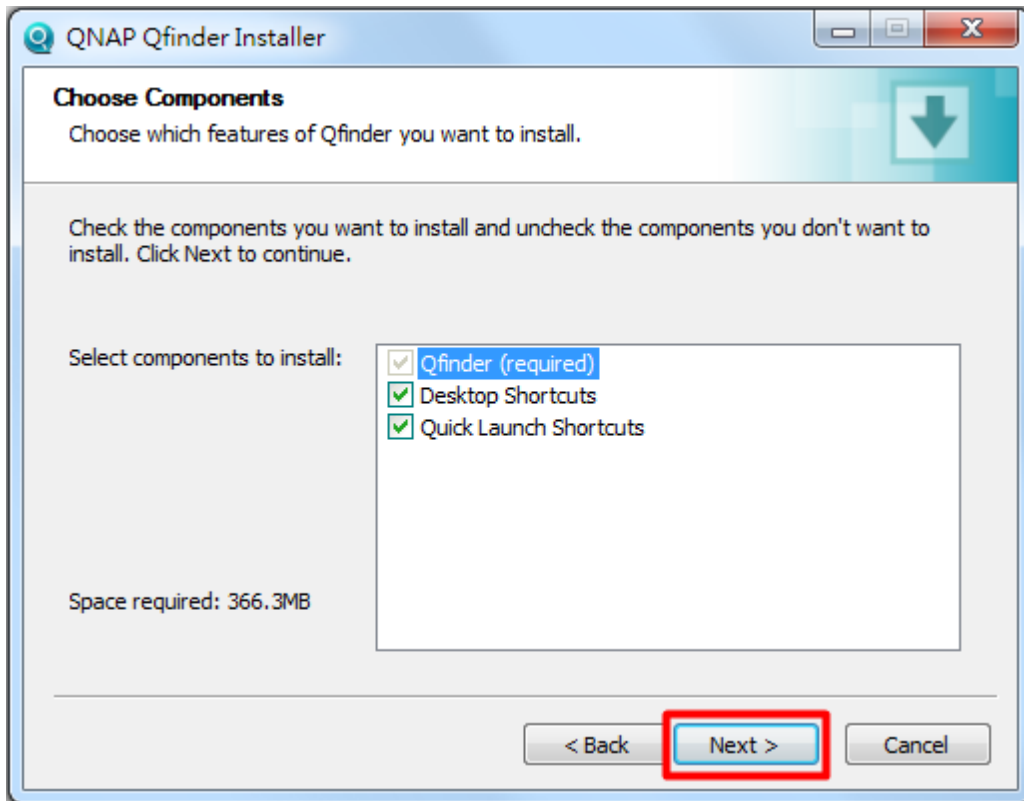 QNAP Qfinder Installer
Choose Components
Choose which features of Qfinder you want to install.
Check the components you want to install and uncheck the components you don't want to
install. Click Next to continue.
Select components to install:
Qfinder (required)
Desktop Shortcuts
Quick Launch Shortcuts
Space required: 366.3MB
< Back
Next >
Cancel